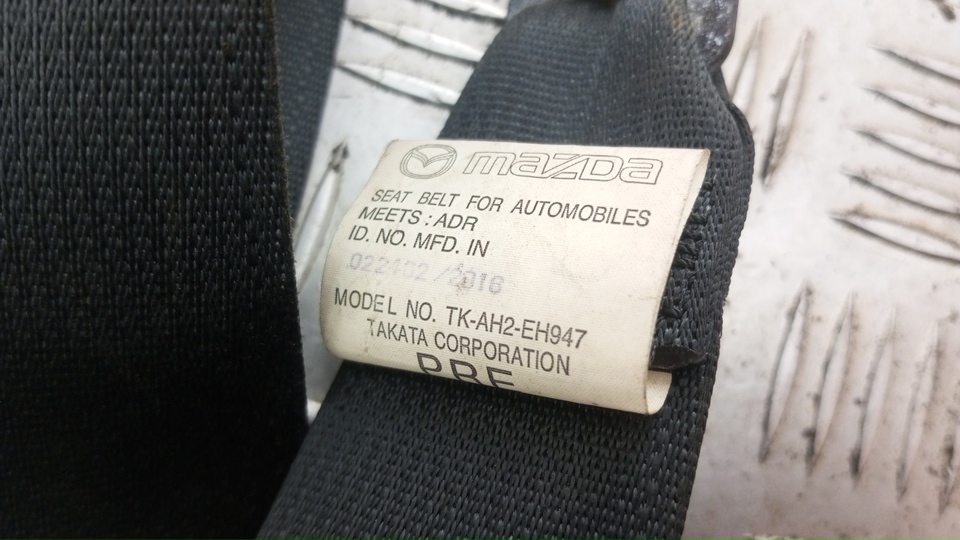 mazda
SEAT BELT FOR AUTOMOBILES
MEETS : ADR
ID. NO. MFD. IN
/2016
MODEL NO. TK-AH2-EH947
TAKATA CORPORATION